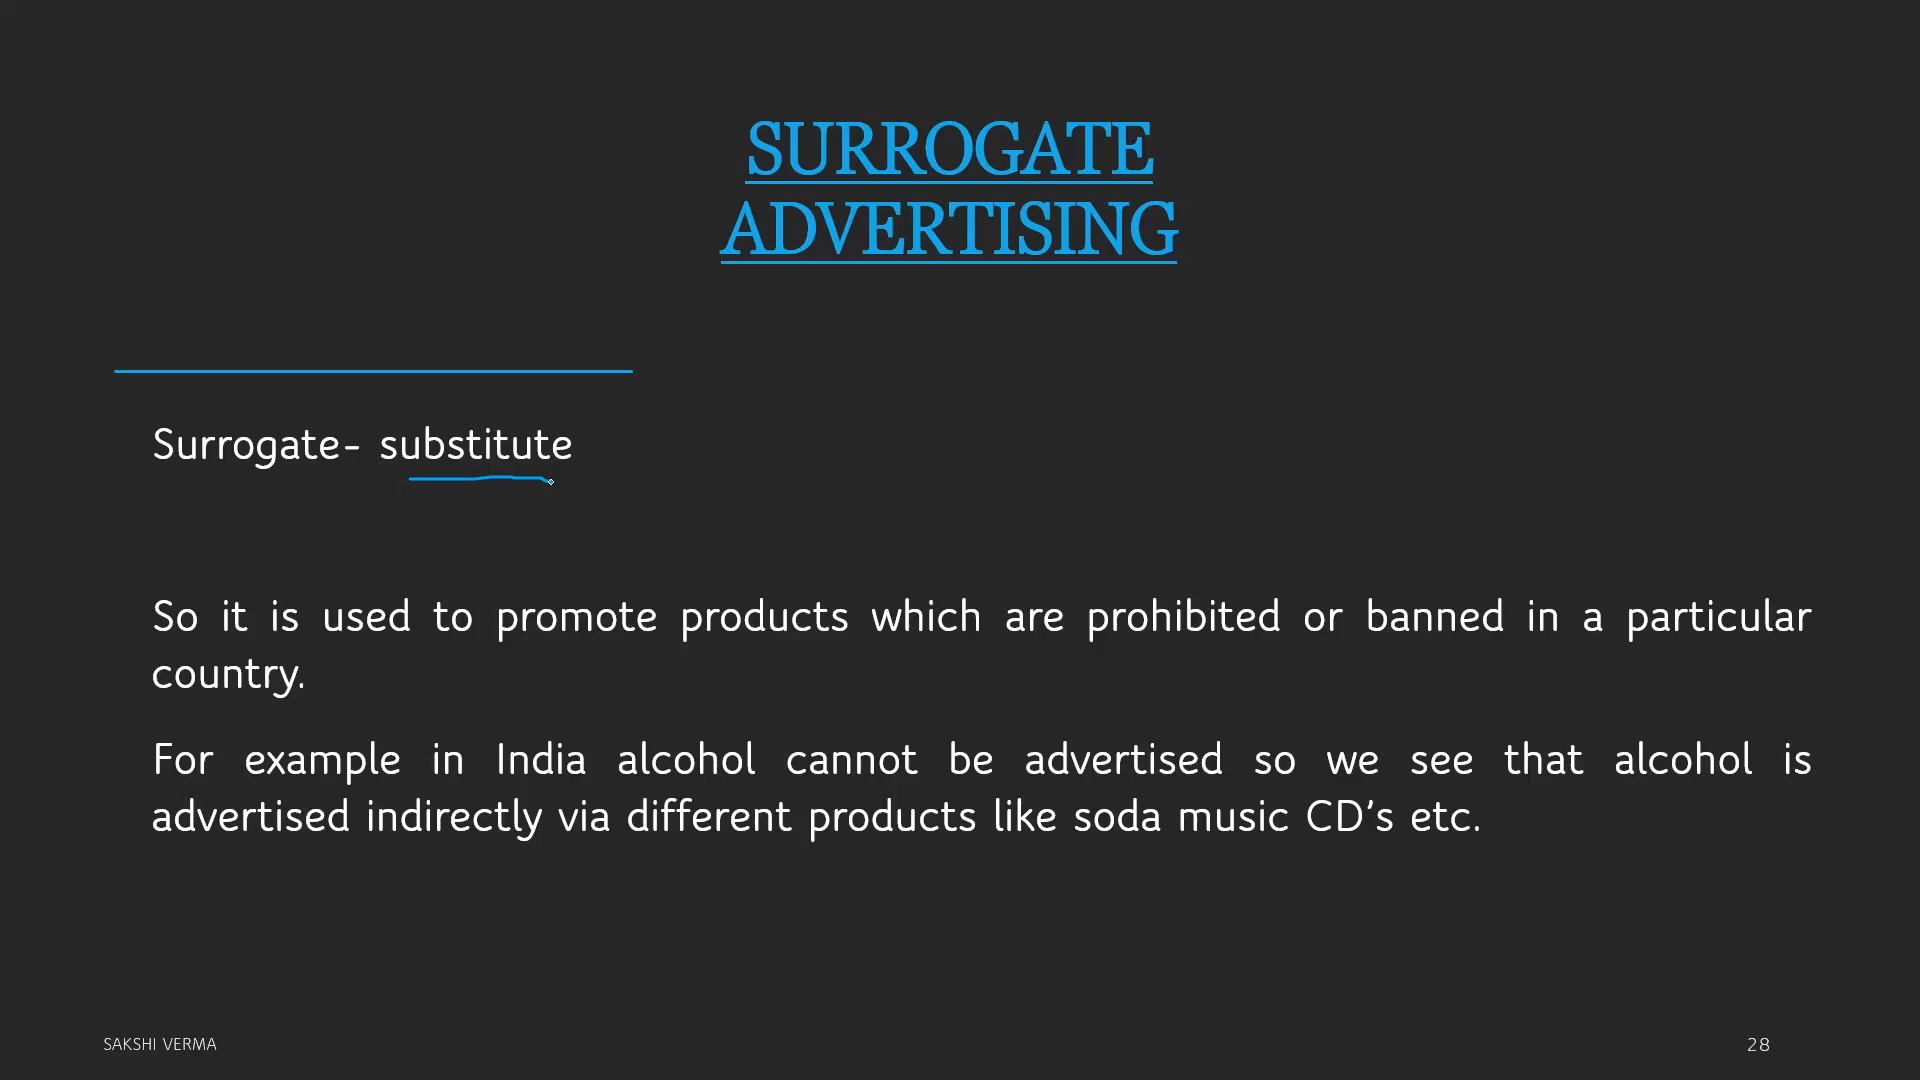 SURROGATE
ADVERTISING
Surrogate- substitute
So it is used to promote products which are prohibited or banned in a particular
country.
For example in India alcohol cannot be advertised so we see that alcohol is
advertised indirectly via different products like soda music CD's etc.
SAKSHI VERMA
28